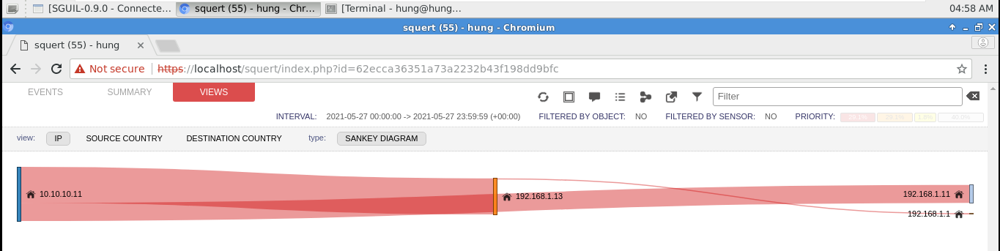 [SGUIL-0.9.0 - Connecte... squert (55) - hung - Chr... [Terminal - hung@hung... 04:58 AM
squert (55) - hung - Chromium
squert (55) - hung
Not secure https://localhost/squert/index.php?id=62ecca36351a73a2232b43f198dd9bfc
EVENTS SUMMARY VIEWS Filter
INTERVAL: 2021-05-27 00:00:00 -> 2021-05-27 23:59:59 (+00:00) FILTERED BY OBJECT: NO FILTERED BY SENSOR: NO PRIORITY: 29.1% 29.1% 1.8% 40.0%
view: IP SOURCE COUNTRY DESTINATION COUNTRY type: SANKEY DIAGRAM
10.10.10.11 192.168.1.13 192.168.1.11
192.168.1.1